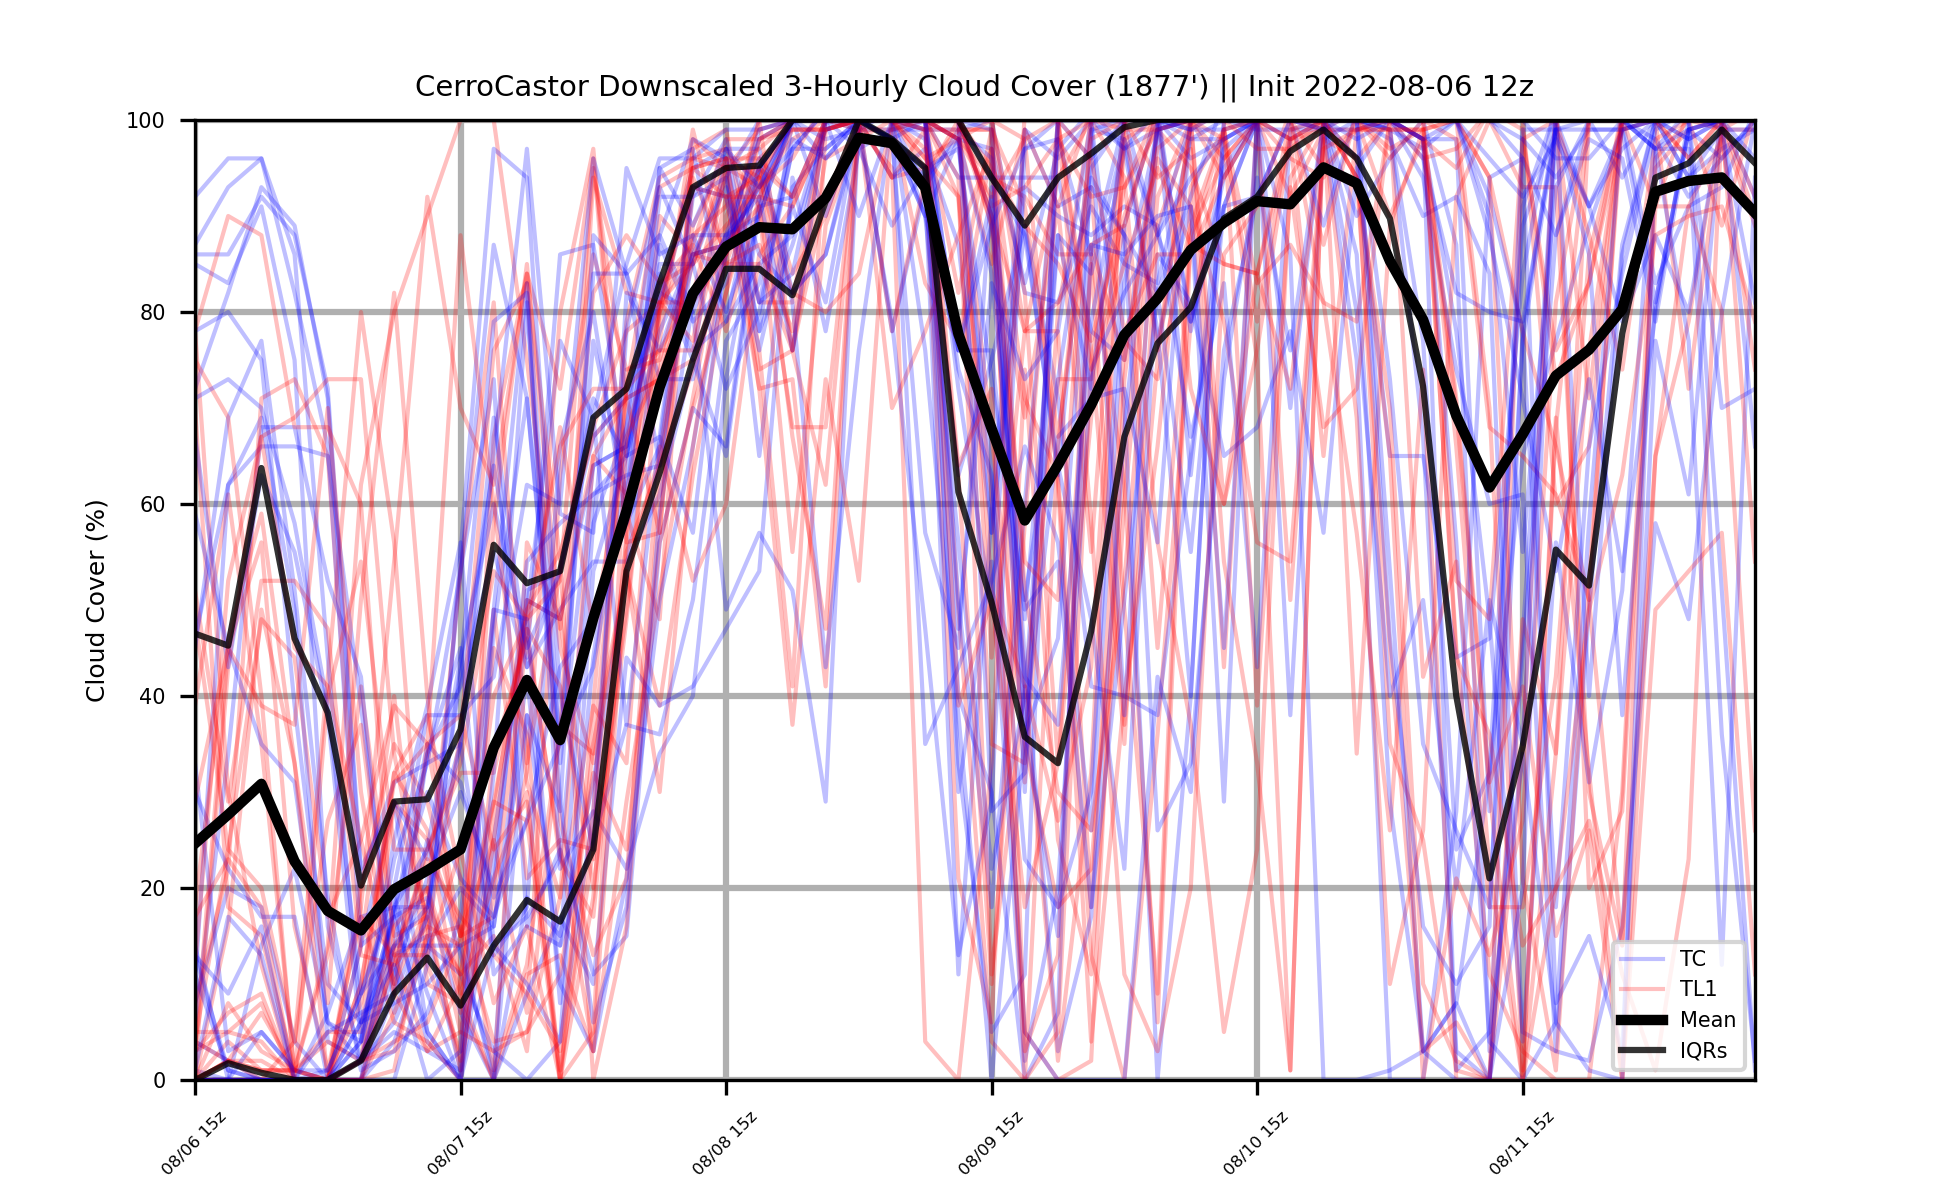 CerroCastor Downscaled 3-Hourly Cloud Cover (1877') || Init 2022-08-06 12z
100
80
60
40
20
0
Cloud Cover (%)
TC
TL1
Mean
IQRs
08/06 15z
08/07 15z
08/08 15z
08/09 15z
08/10 15z
08/11 15z